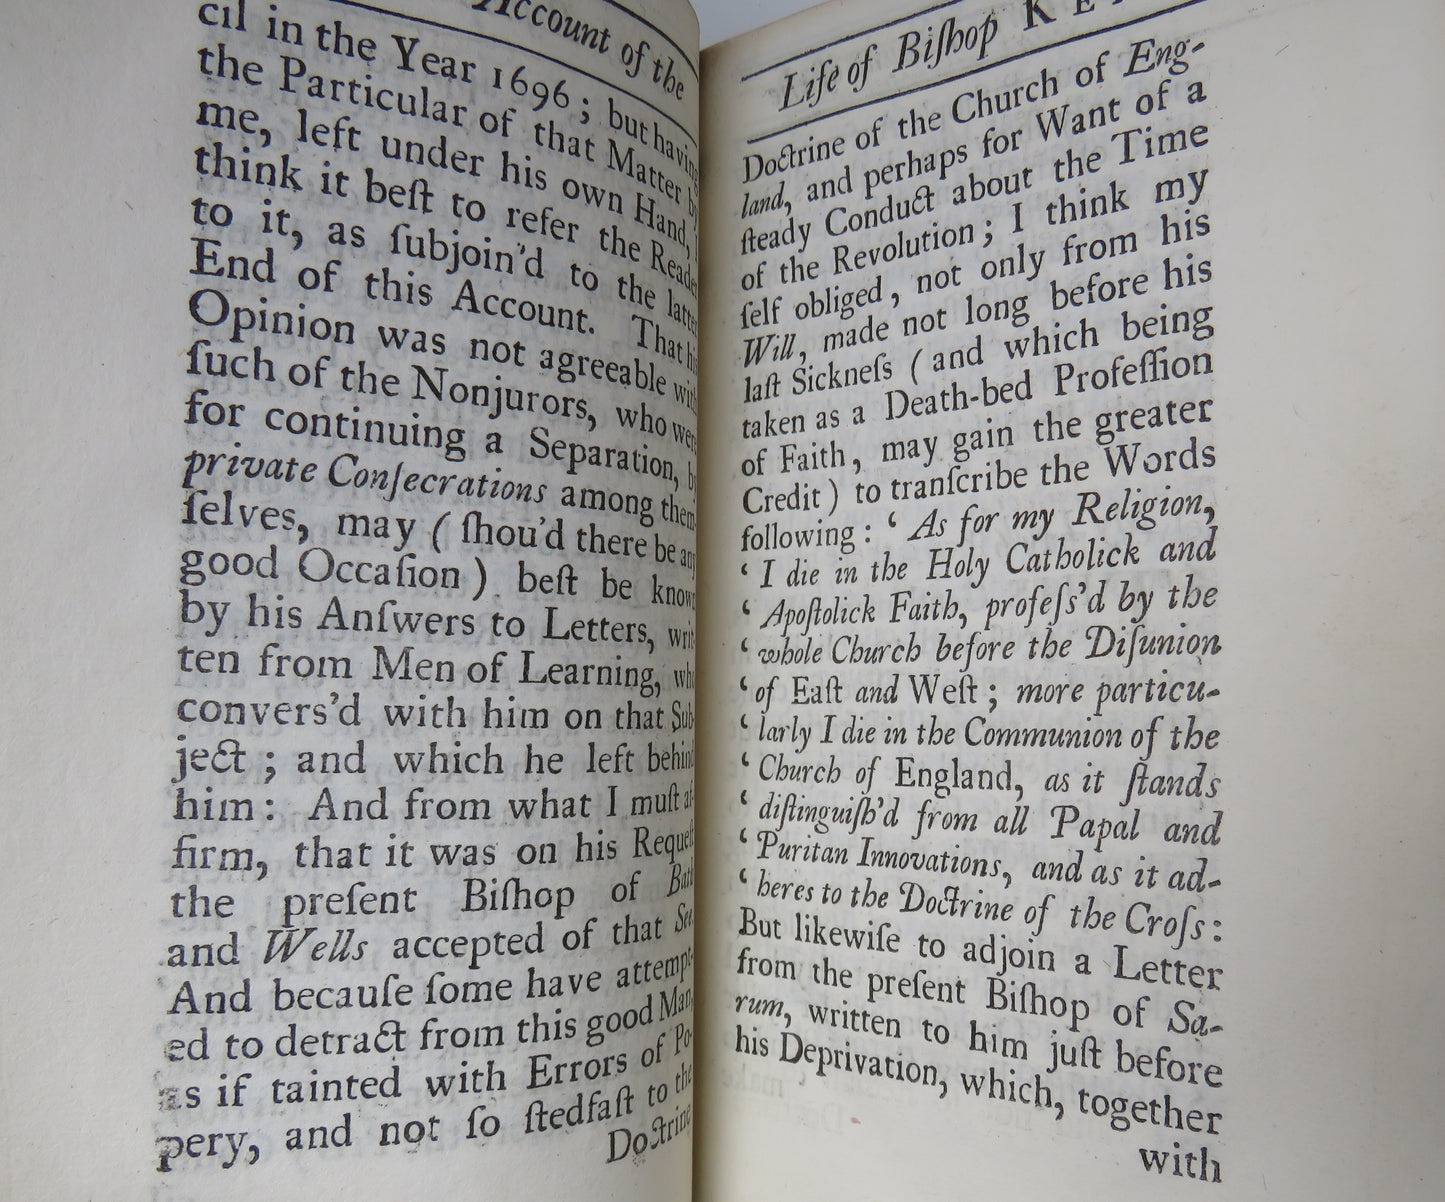 Account of the
cil in the Year 1696; but having
the Particular of that Matter by
me, left under his own Hand, I
think it beſt to refer the Reader
to it, as ſubjoin'd to the latter
End of this Account. That his
Opinion was not agreeable with
ſuch of the Nonjurors, who were
for continuing a Separation, by
private Conſecrations among them-
ſelves, may (ſhou'd there be any
good Occaſion) beſt be known
by his Anſwers to Letters, writ-
ten from Men of Learning, who
convers'd with him on that Sub-
ject; and which he left behind
him: And from what I muſt af-
firm, that it was on his Requeſt
the preſent Biſhop of Bath
and Wells accepted of that See.
And becauſe ſome have attempt-
ed to detract from this good Man,
as if tainted with Errors of Po-
pery, and not ſo ſtedfaſt to the
Doctrine
Life of Biſhop KE
Doctrine of the Church of Eng-
land, and perhaps for Want of a
ſteady Conduct about the Time
of the Revolution; I think my
ſelf obliged, not only from his
Will, made not long before his
laſt Sickneſs (and which being
taken as a Death-bed Profeſſion
of Faith, may gain the greater
Credit) to tranſcribe the Words
following: ‘ As for my Religion,
‘ I die in the Holy Catholick and
‘ Apoſtolick Faith, profeſs'd by the
‘ whole Church before the Diſunion
‘ of Eaſt and Weſt; more particu-
‘ larly I die in the Communion of the
‘ Church of England, as it ſtands
‘ diſtinguiſh'd from all Papal and
‘ Puritan Innovations, and as it ad-
‘ heres to the Doctrine of the Croſs:
But likewiſe to adjoin a Letter
from the preſent Biſhop of Sa-
rum, written to him juſt before
his Deprivation, which, together
with